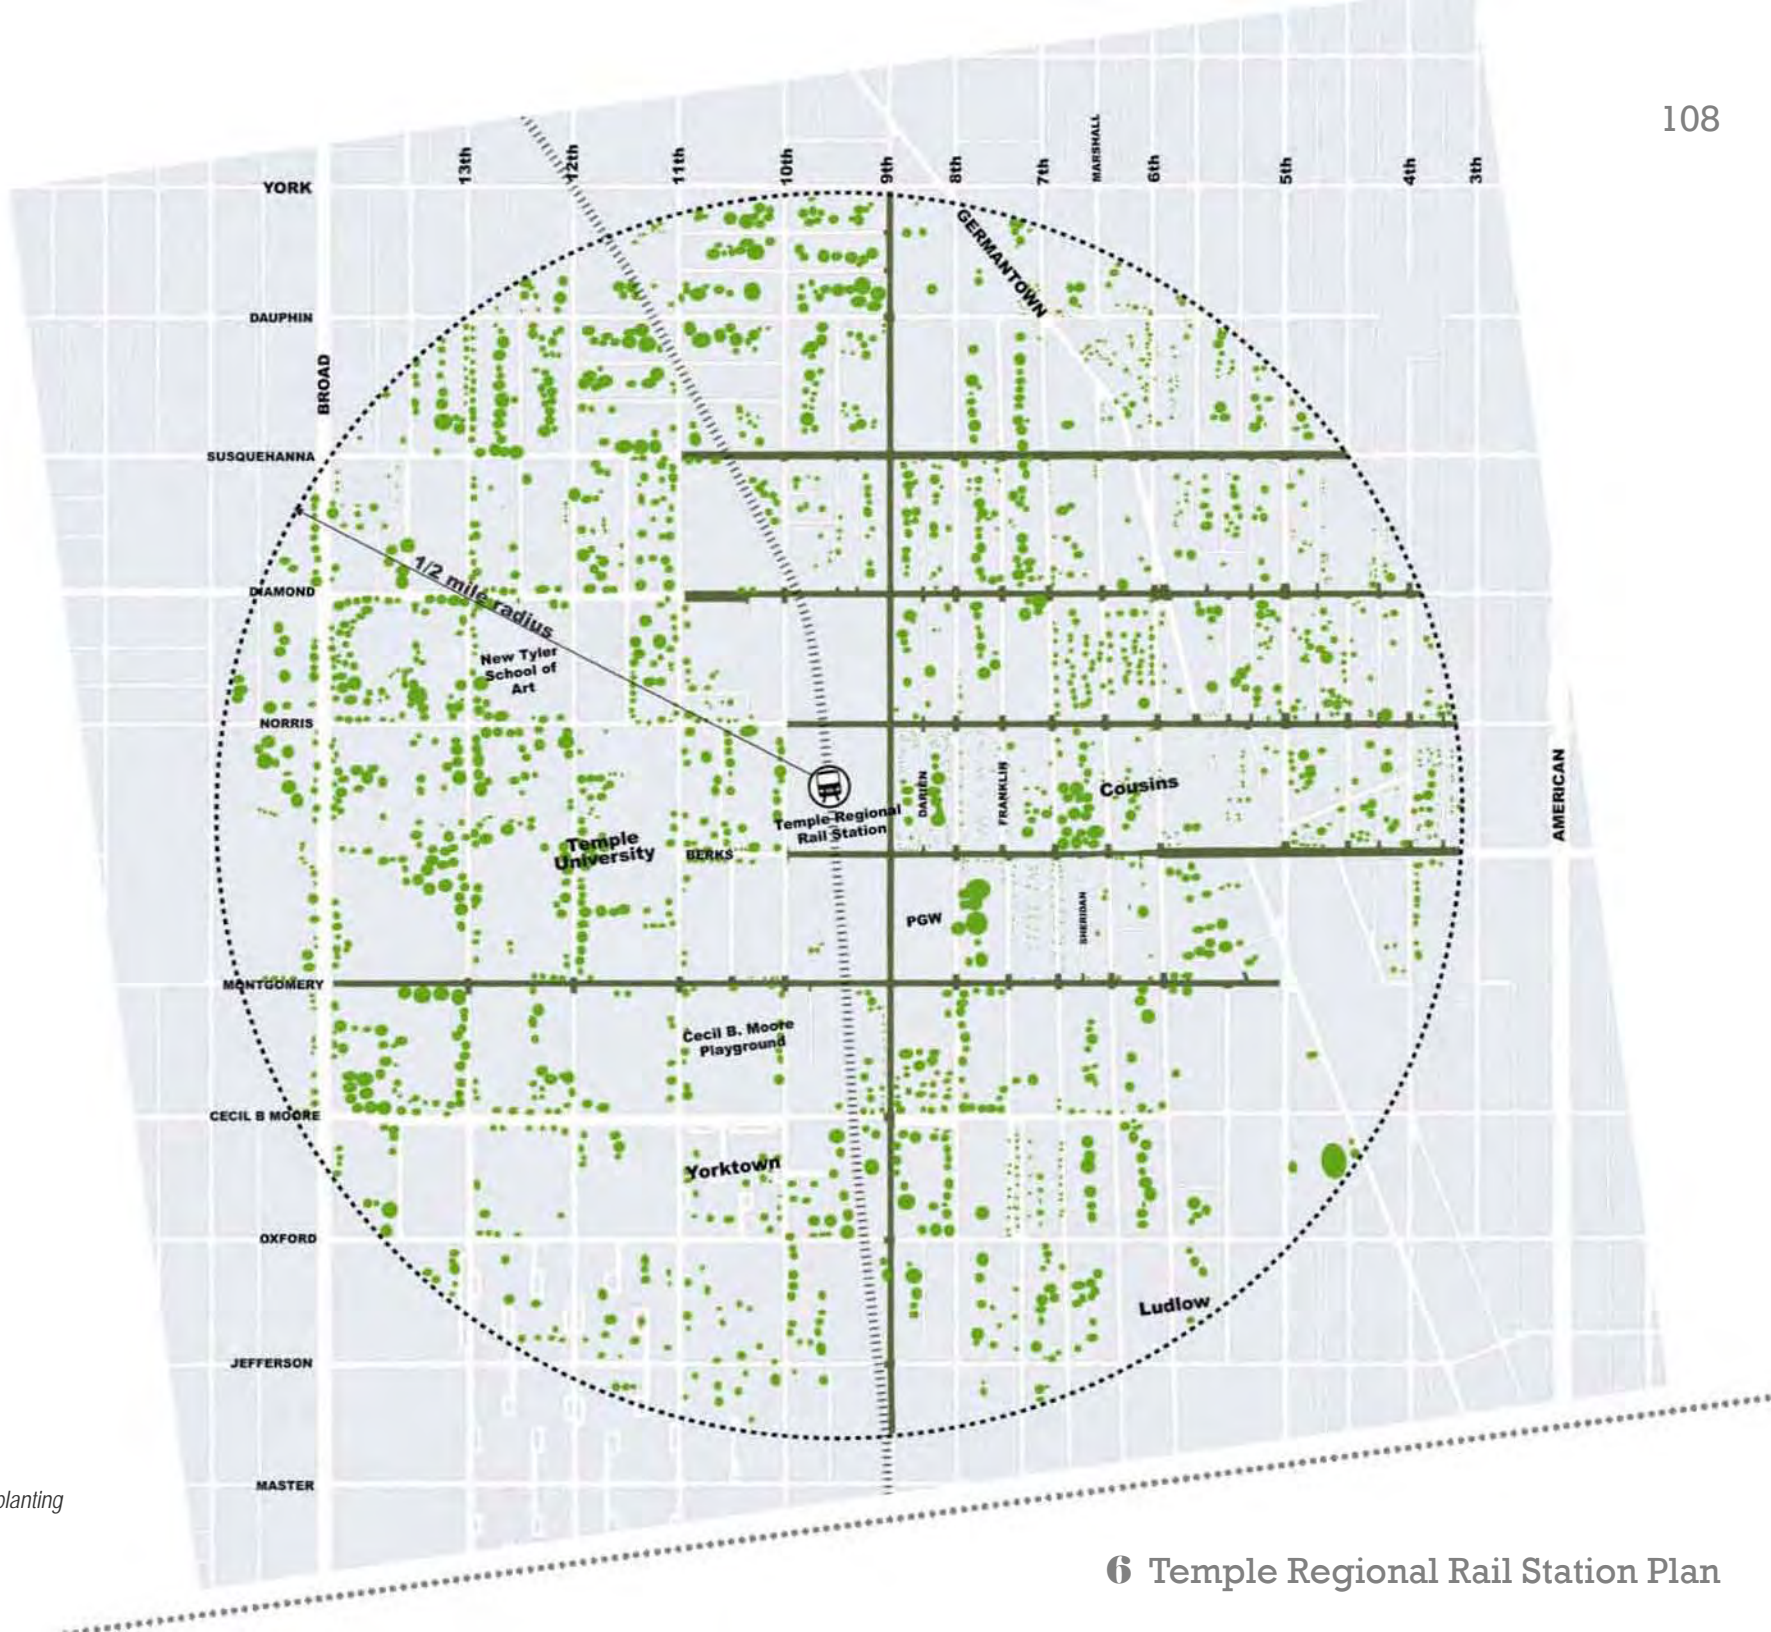 108
13th
12th
11th
10th
9th
8th
7th
MARSHALL
6th
5th
4th
3th
YORK
GERMANTOWN
DAUPHIN
BROAD
SUSQUEHANNA
1/2 mile radius
DIAMOND
New Tyler
School of
Art
NORRIS
DARIEN
FRANKLIN
Cousins
AMERICAN
Temple Regional
Rail Station
Temple
University
BERKS
PGW
SHERIDAN
MONTGOMERY
Cecil B. Moore
Playground
CECIL B MOORE
Yorktown
OXFORD
Ludlow
JEFFERSON
MASTER
planting
6 Temple Regional Rail Station Plan